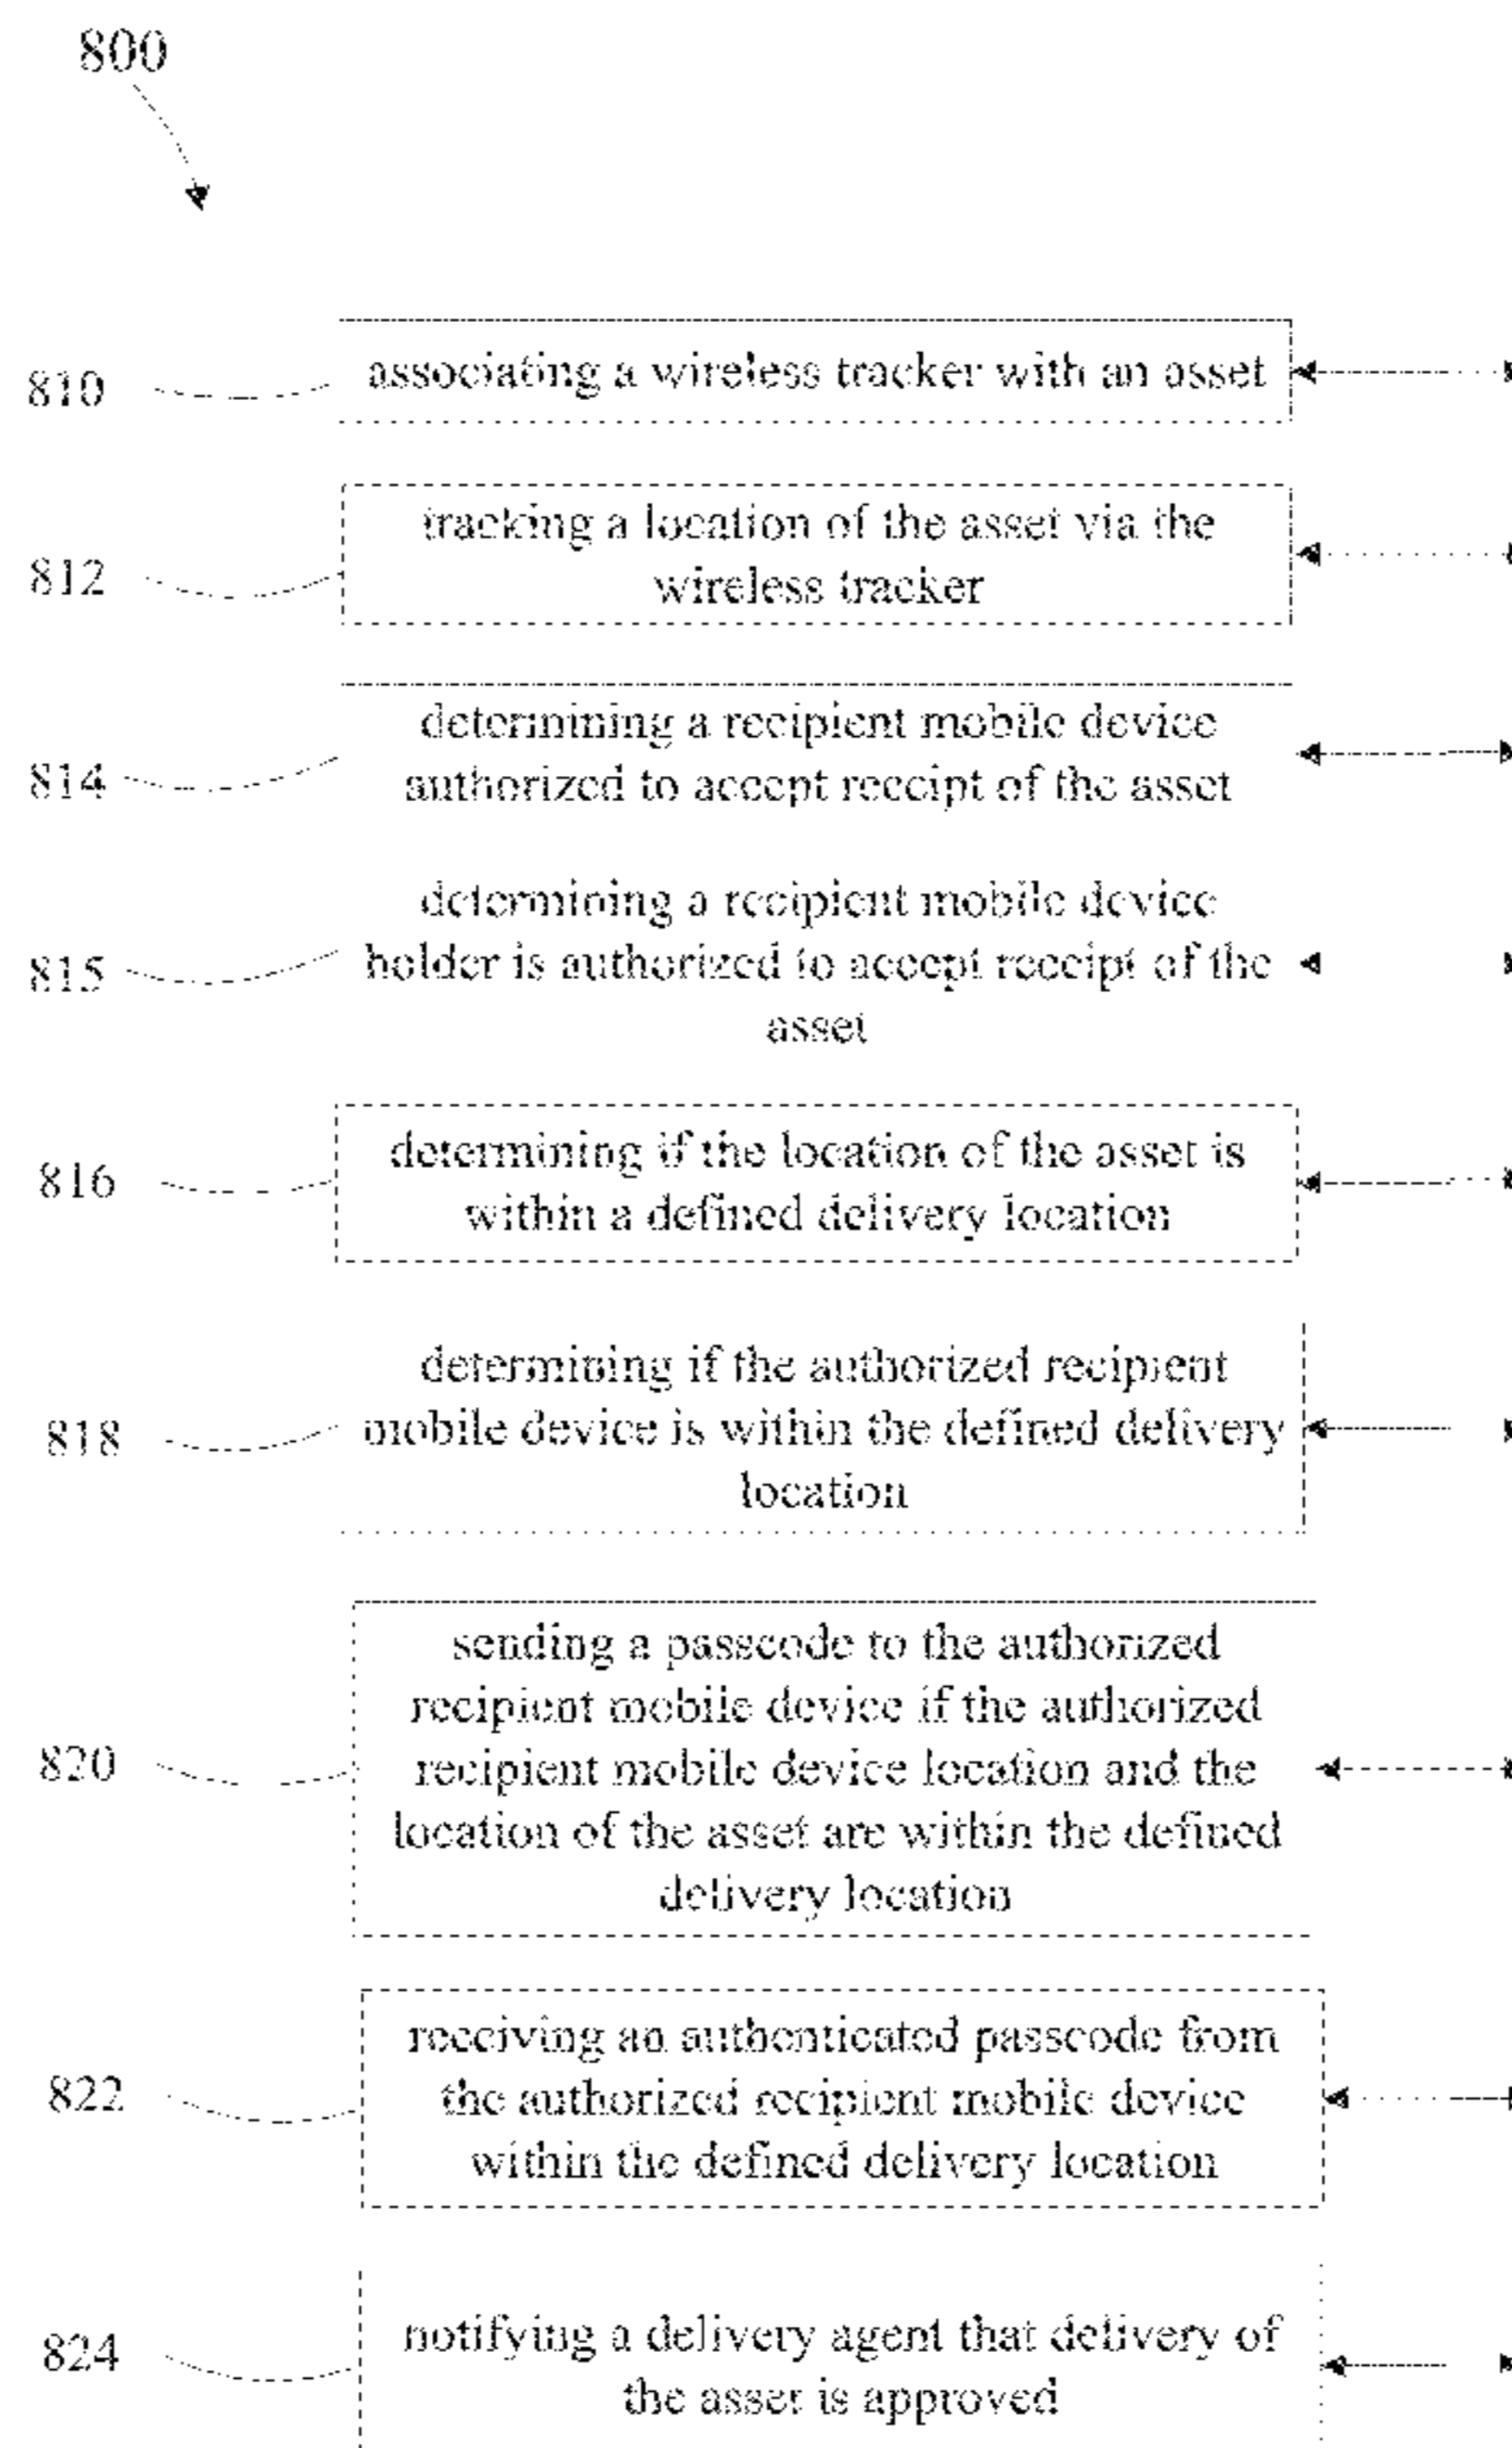 800
810
associating a wireless tracker with an asset
812
tracking a location of the asset via the
wireless tracker
814
determining a recipient mobile device
authorized to accept receipt of the asset
815
determining a recipient mobile device
holder is authorized to accept receipt of the
asset
816
determining if the location of the asset is
within a defined delivery location
818
determining if the authorized recipient
mobile device is within the defined delivery
location
820
sending a passcode to the authorized
recipient mobile device if the authorized
recipient mobile device location and the
location of the asset are within the defined
delivery location
822
receiving an authenticated passcode from
the authorized recipient mobile device
within the defined delivery location
824
notifying a delivery agent that delivery of
the asset is approved